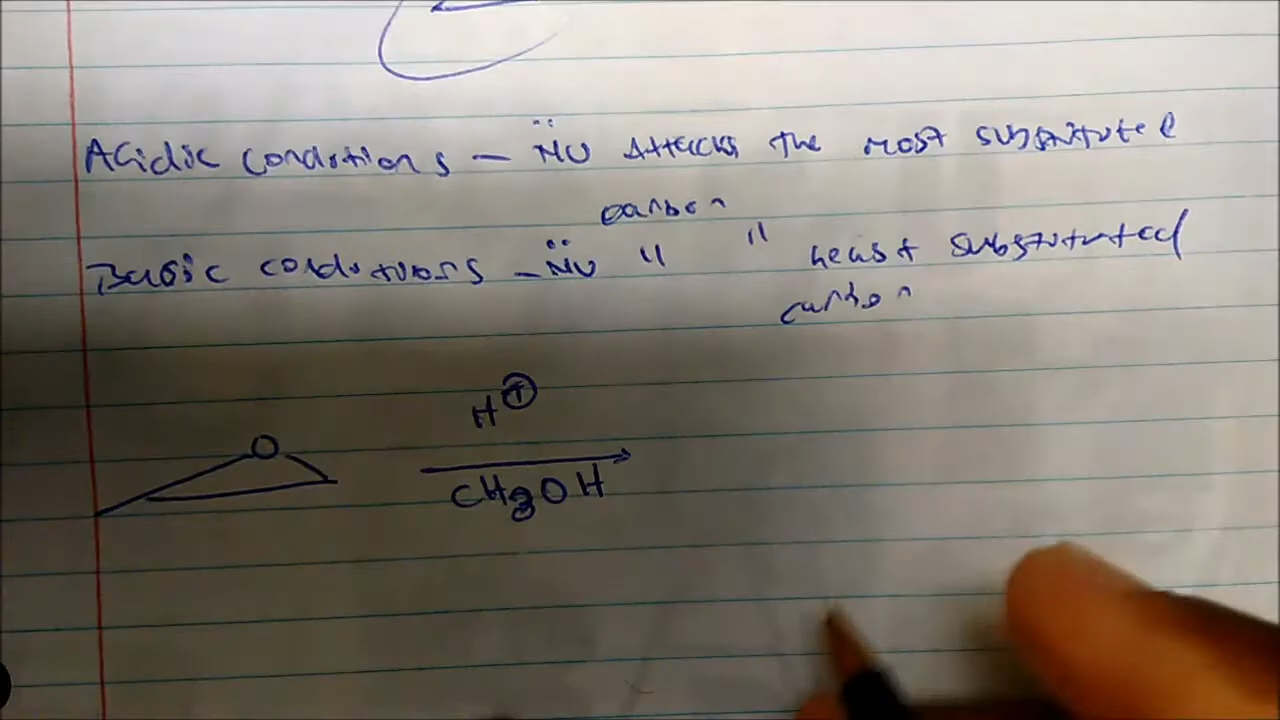 Acidic conditions – N̈U Attacks the most substituted
carbon
Basic conditions – N̈U " " least substituted
carbon
H⊕
O
CH₃OH